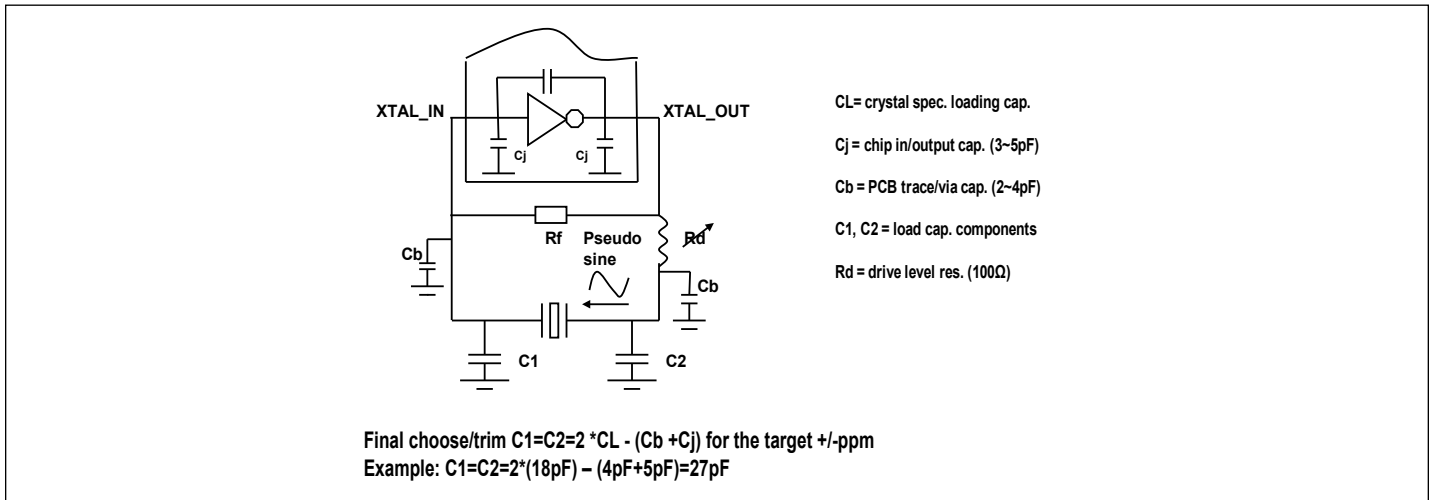 XTAL_IN
XTAL_OUT
Cj
Cj
Rf
Pseudo
sine
Rd
Cb
Cb
C1
C2
CL= crystal spec. loading cap.
Cj = chip in/output cap. (3~5pF)
Cb = PCB trace/via cap. (2~4pF)
C1, C2 = load cap. components
Rd = drive level res. (100Ω)
Final choose/trim C1=C2=2 *CL - (Cb +Cj) for the target +/-ppm
Example: C1=C2=2*(18pF) – (4pF+5pF)=27pF